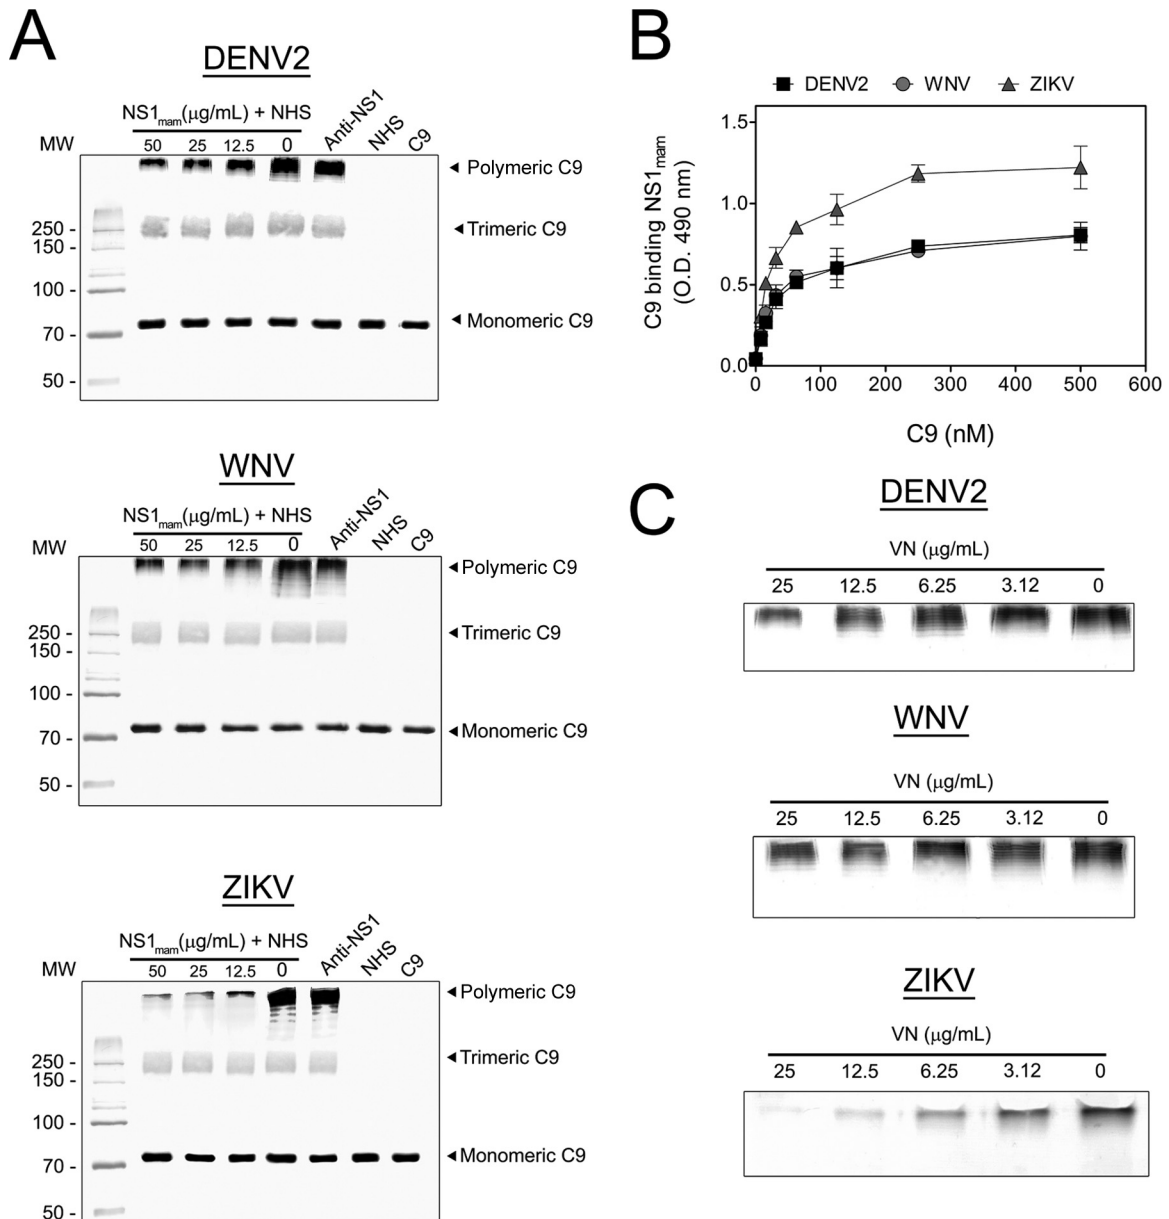 A
DENV2
NS1mam(µg/mL) + NHS
Anti-NS1
NHS
C9
MW
50 25 12.5 0
Polymeric C9
Trimeric C9
Monomeric C9
250 -
150 -
100 -
70 -
50 -
WNV
NS1mam(µg/mL) + NHS
Anti-NS1
NHS
C9
MW
50 25 12.5 0
Polymeric C9
Trimeric C9
Monomeric C9
250 -
150 -
100 -
70 -
50 -
ZIKV
NS1mam(µg/mL) + NHS
Anti-NS1
NHS
C9
MW
50 25 12.5 0
Polymeric C9
Trimeric C9
Monomeric C9
250 -
150 -
100 -
70 -
50 -
B
DENV2 WNV ZIKV
C9 binding NS1mam
(O.D. 490 nm)
1.5
1.0
0.5
0.0
0 100 200 300 400 500 600
C9 (nM)
C
DENV2
VN (µg/mL)
25 12.5 6.25 3.12 0
WNV
VN (µg/mL)
25 12.5 6.25 3.12 0
ZIKV
VN (µg/mL)
25 12.5 6.25 3.12 0